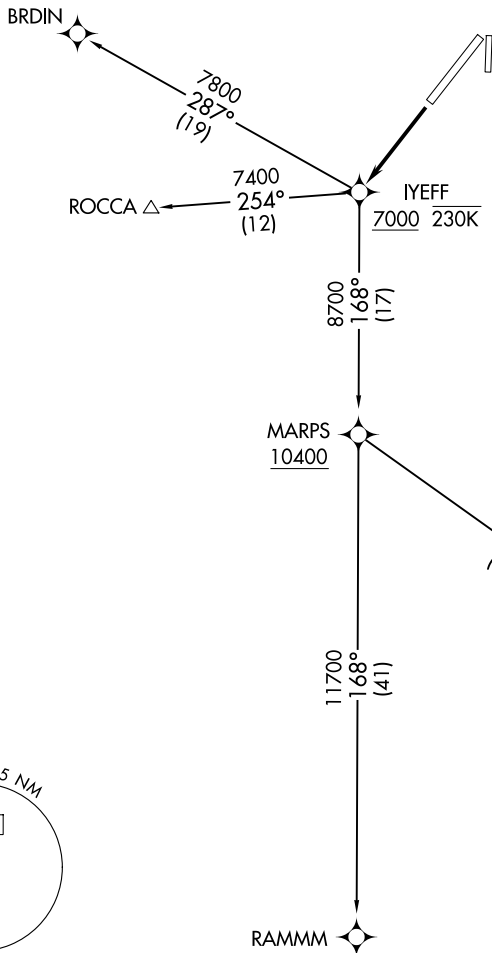 BRDIN
7800
287°
(19)
7400
254°
(12)
ROCCA
IYEFF
7000 230K
8700
168°
(17)
MARPS
10400
11700
168°
(41)
5 NM
RAMMM